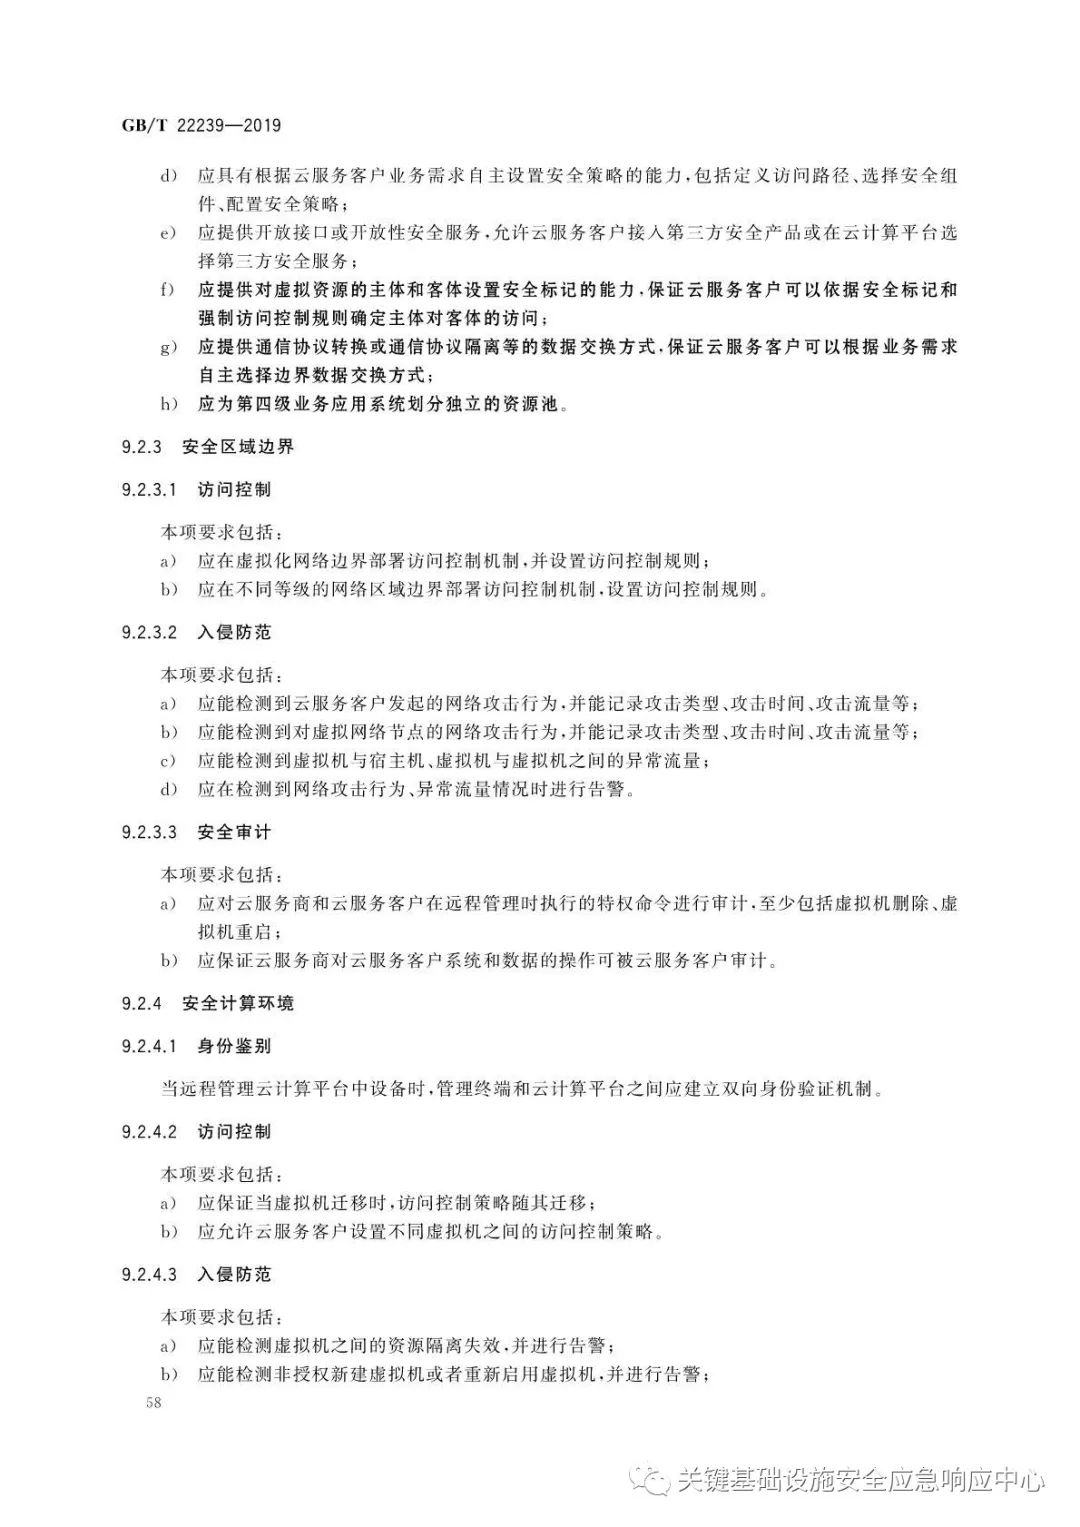 GB/T 22239—2019
d) 应具有根据云服务客户业务需求自主设置安全策略的能力,包括定义访问路径、选择安全组
件、配置安全策略;
e) 应提供开放接口或开放性安全服务,允许云服务客户接入第三方安全产品或在云计算平台选
择第三方安全服务;
f) 应提供对虚拟资源的主体和客体设置安全标记的能力,保证云服务客户可以依据安全标记和
强制访问控制规则确定主体对客体的访问;
g) 应提供通信协议转换或通信协议隔离等的数据交换方式,保证云服务客户可以根据业务需求
自主选择边界数据交换方式;
h) 应为第四级业务应用系统划分独立的资源池。
9.2.3 安全区域边界
9.2.3.1 访问控制
本项要求包括:
a) 应在虚拟化网络边界部署访问控制机制,并设置访问控制规则;
b) 应在不同等级的网络区域边界部署访问控制机制,设置访问控制规则。
9.2.3.2 入侵防范
本项要求包括:
a) 应能检测到云服务客户发起的网络攻击行为,并能记录攻击类型、攻击时间、攻击流量等;
b) 应能检测到对虚拟网络节点的网络攻击行为,并能记录攻击类型、攻击时间、攻击流量等;
c) 应能检测到虚拟机与宿主机、虚拟机与虚拟机之间的异常流量;
d) 应在检测到网络攻击行为、异常流量情况时进行告警。
9.2.3.3 安全审计
本项要求包括:
a) 应对云服务商和云服务客户在远程管理时执行的特权命令进行审计,至少包括虚拟机删除、虚
拟机重启;
b) 应保证云服务商对云服务客户系统和数据的操作可被云服务客户审计。
9.2.4 安全计算环境
9.2.4.1 身份鉴别
当远程管理云计算平台中设备时,管理终端和云计算平台之间应建立双向身份验证机制。
9.2.4.2 访问控制
本项要求包括:
a) 应保证当虚拟机迁移时,访问控制策略随其迁移;
b) 应允许云服务客户设置不同虚拟机之间的访问控制策略。
9.2.4.3 入侵防范
本项要求包括:
a) 应能检测虚拟机之间的资源隔离失效,并进行告警;
b) 应能检测非授权新建虚拟机或者重新启用虚拟机,并进行告警;
58
关键基础设施安全应急响应中心